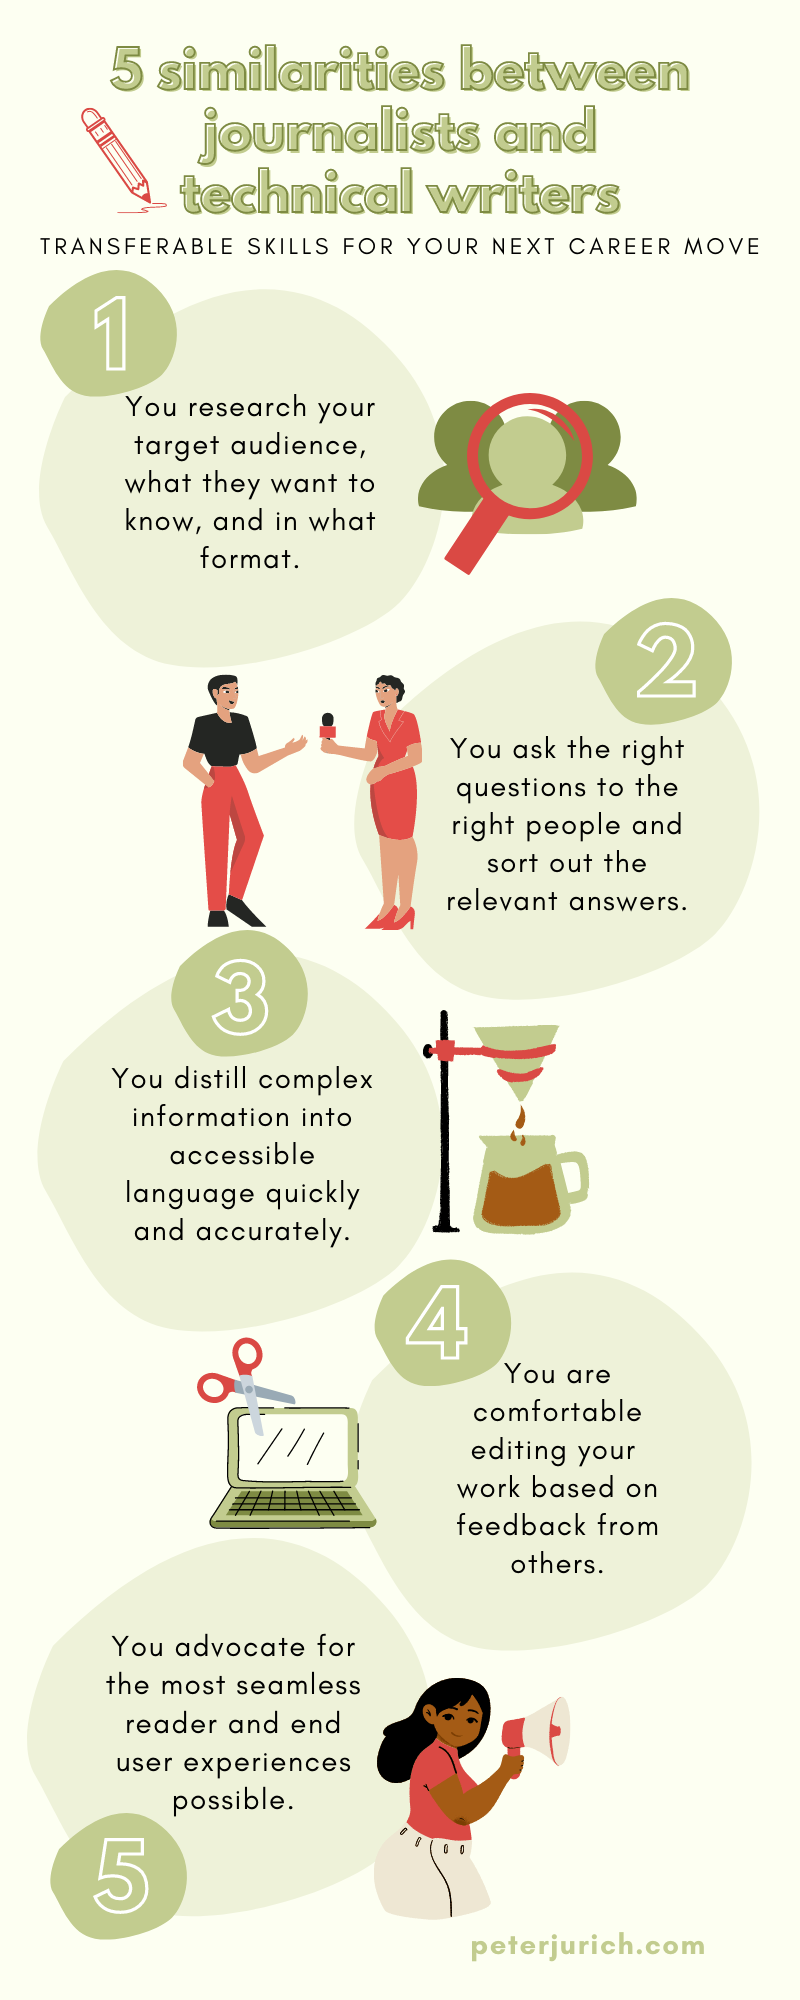 5 similarities between
journalists and
technical writers
TRANSFERABLE SKILLS FOR YOUR NEXT CAREER MOVE
1
You research your
target audience,
what they want to
know, and in what
format.
2
You ask the right
questions to the
right people and
sort out the
relevant answers.
3
You distill complex
information into
accessible
language quickly
and accurately.
4
You are
comfortable
editing your
work based on
feedback from
others.
You advocate for
the most seamless
reader and end
user experiences
possible.
5
peterjurich.com